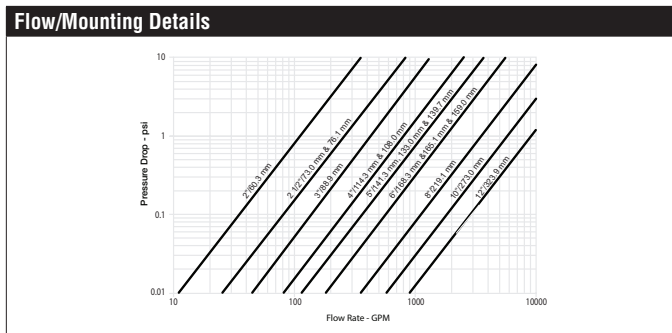 Flow/Mounting Details
Pressure Drop - psi
10
1
0.1
0.01
2"/60.3 mm
2 1/2"/73.0 mm & 76.1 mm
3"/88.9 mm
4"/114.3 mm & 108.0 mm
5"/141.3 mm, 133.0 mm & 139.7 mm
6"/168.3 mm &165.1 mm & 159.0 mm
8"/219.1 mm
10"/273.0 mm
12"/323.9 mm
10
100
1000
10000
Flow Rate - GPM